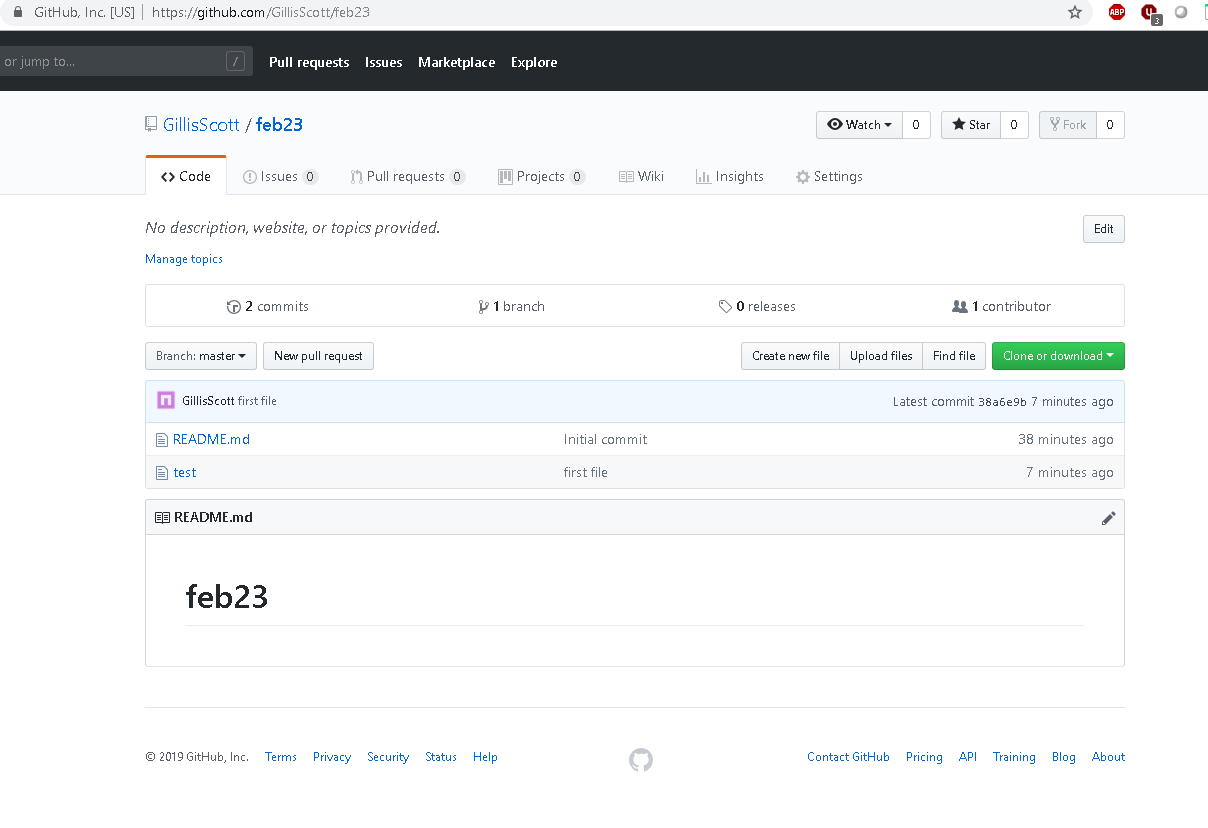 GitHub, Inc. [US] | https://github.com/GillisScott/feb23 ABP 3
or jump to... / Pull requests Issues Marketplace Explore
GillisScott / feb23 Watch 0 Star 0 Fork 0
Code Issues 0 Pull requests 0 Projects 0 Wiki Insights Settings
No description, website, or topics provided. Edit
Manage topics
2 commits 1 branch 0 releases 1 contributor
Branch: master New pull request Create new file Upload files Find file Clone or download
GillisScott first file Latest commit 38a6e9b 7 minutes ago
README.md Initial commit 38 minutes ago
test first file 7 minutes ago
README.md
feb23
© 2019 GitHub, Inc. Terms Privacy Security Status Help Contact GitHub Pricing API Training Blog About